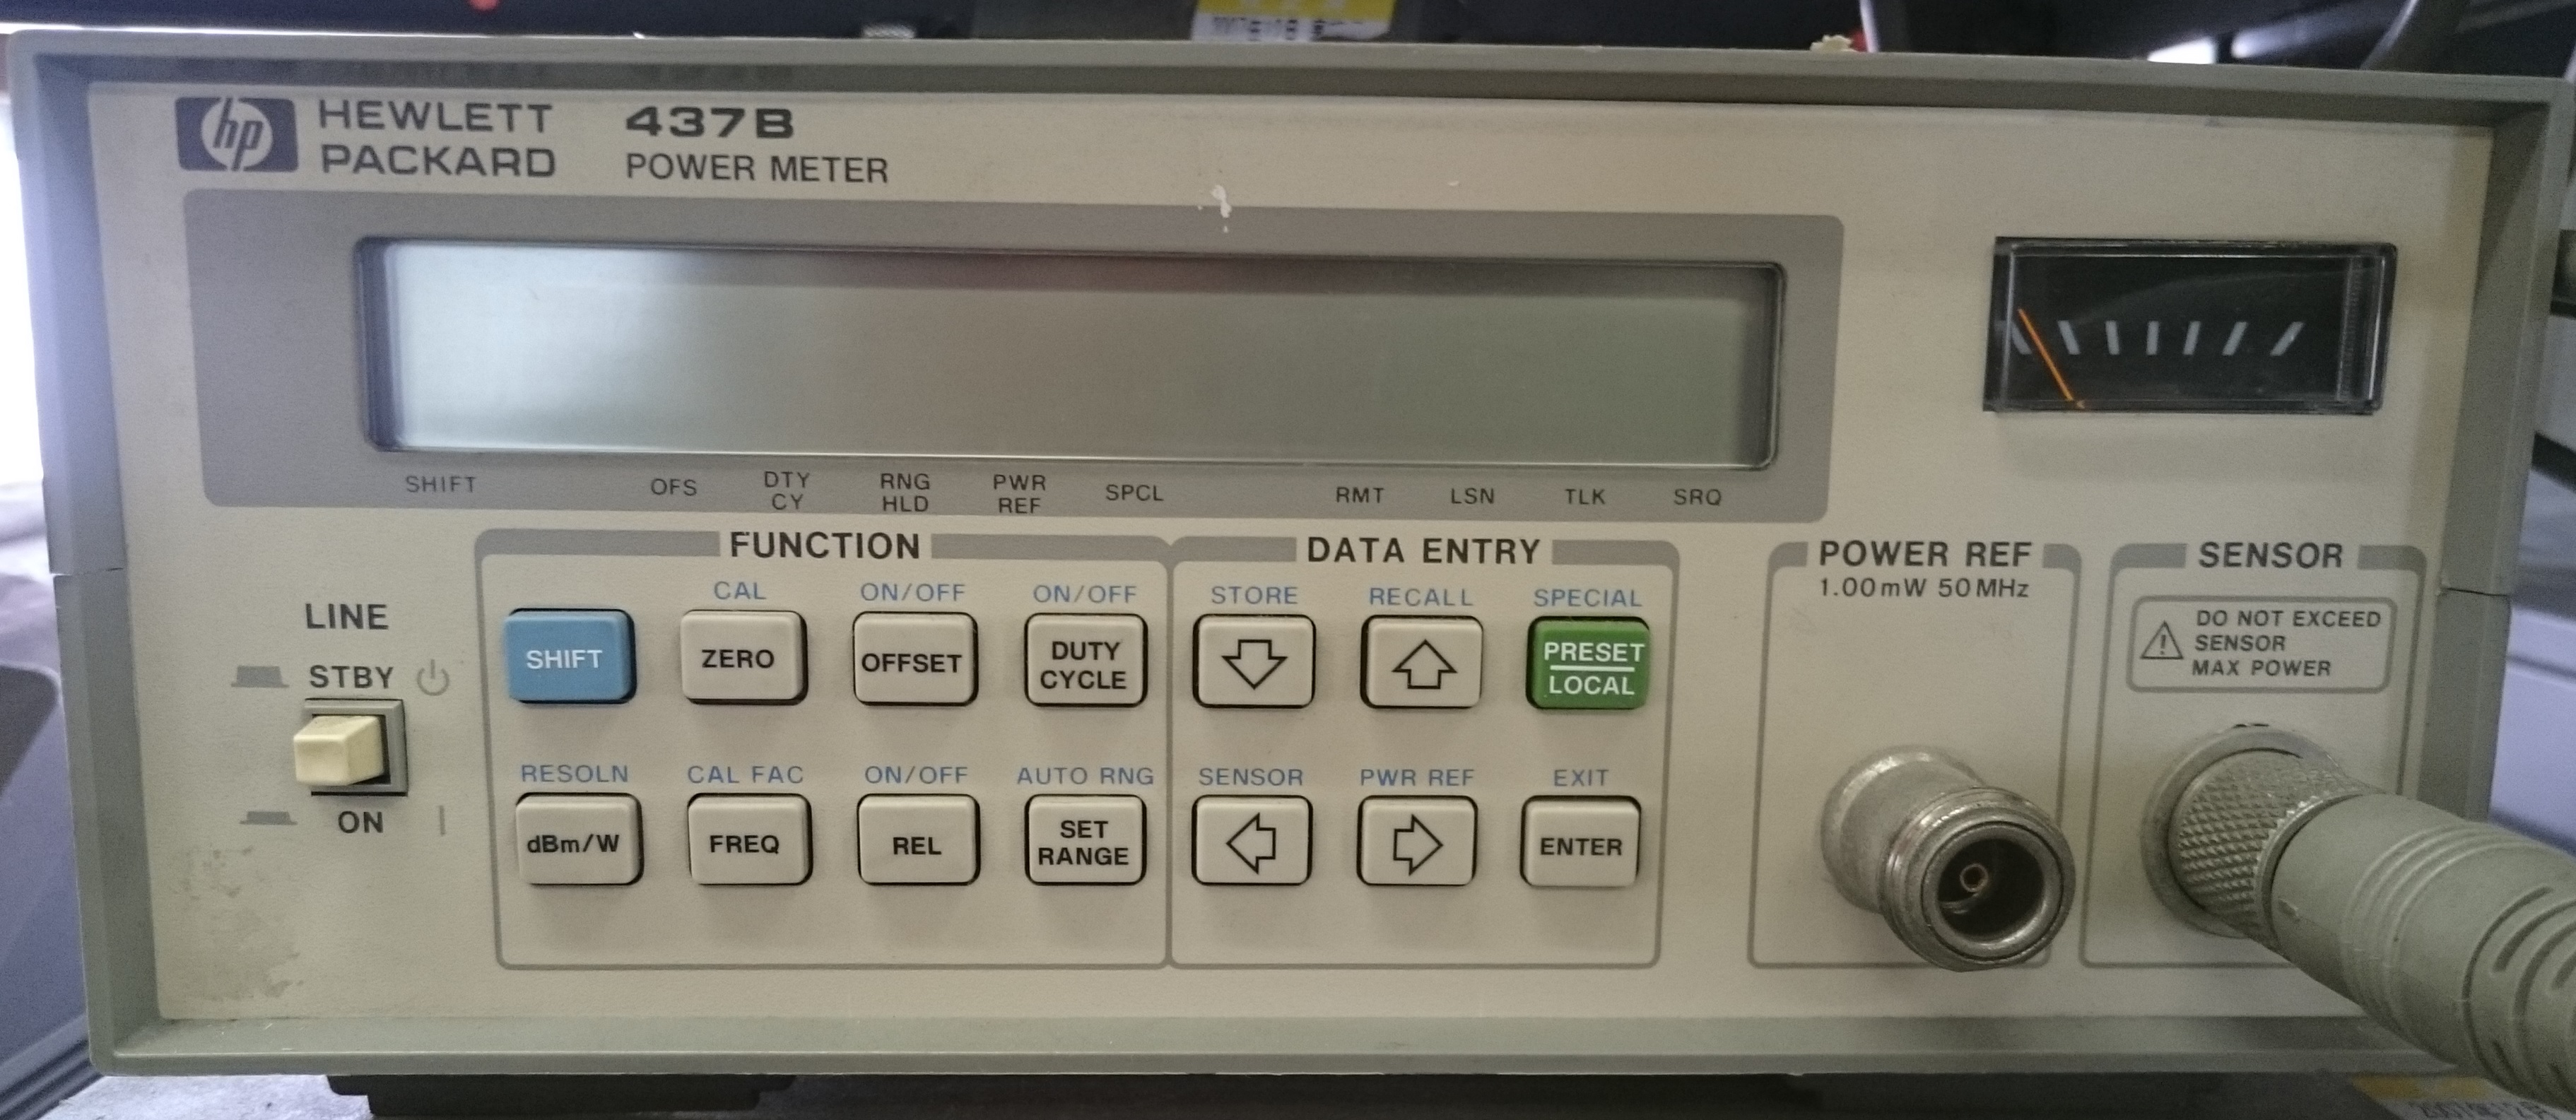 hp HEWLETT PACKARD
437B
POWER METER
SHIFT OFS DTY CY RNG HLD PWR REF SPCL RMT LSN TLK SRQ
FUNCTION
DATA ENTRY
POWER REF
1.00mW 50MHz
SENSOR
DO NOT EXCEED
SENSOR
MAX POWER
LINE
STBY
ON
CAL ON/OFF ON/OFF STORE RECALL SPECIAL
SHIFT ZERO OFFSET DUTY CYCLE PRESET LOCAL
RESOLN CAL FAC ON/OFF AUTO RNG SENSOR PWR REF EXIT
dBm/W FREQ REL SET RANGE ENTER